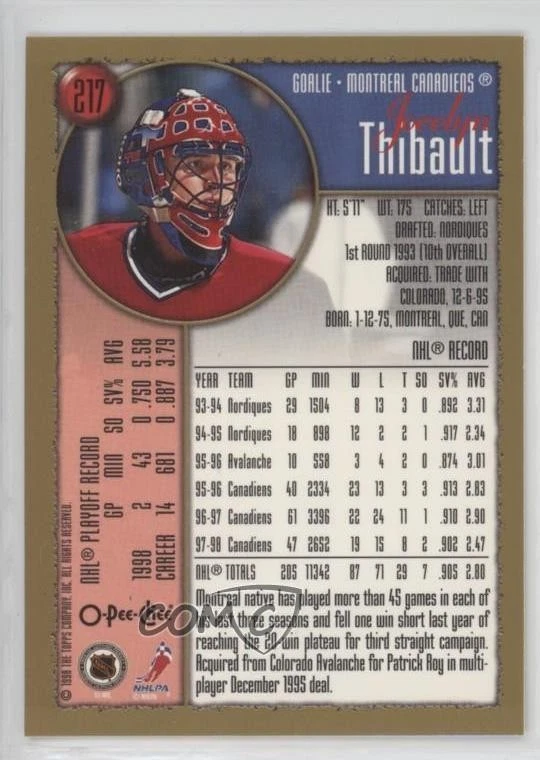 217
GOALIE • MONTREAL CANADIENS ®
Jocelyn
Thibault
HT: 5'11" WT: 175 CATCHES: LEFT
DRAFTED: NORDIQUES
1st ROUND 1993 (10th OVERALL)
ACQUIRED: TRADE WITH
COLORADO, 12-6-95
BORN: 1-12-75, MONTREAL, QUE, CAN
NHL® RECORD
YEAR TEAM GP MIN W L T SO SV% AVG
93-94 Nordiques 29 1504 8 13 3 0 .892 3.31
94-95 Nordiques 18 898 12 2 2 1 .917 2.34
95-96 Avalanche 10 558 3 4 2 0 .874 3.01
95-96 Canadiens 40 2334 23 13 3 3 .913 2.83
96-97 Canadiens 61 3396 22 24 11 1 .910 2.90
97-98 Canadiens 47 2652 19 15 8 2 .902 2.47
NHL® TOTALS 205 11342 87 71 29 7 .905 2.80
Montreal native has played more than 45 games in each of
his last three seasons and fell one win short last year of
reaching the 20-win plateau for third straight campaign.
Acquired from Colorado Avalanche for Patrick Roy in multi-
player December 1995 deal.
NHL® PLAYOFF RECORD
GP MIN SO SV% AVG
1998 2 43 0 .750 5.58
CAREER 14 681 0 .887 3.79
O-Pee-Chee
COMC
NHLPA
© 1998 THE TOPPS COMPANY, INC. ALL RIGHTS RESERVED.